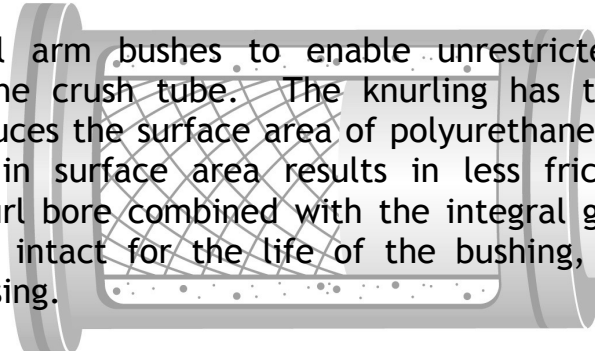 arm bushes to enable unrestricte
he crush tube. The knurling has t
uces the surface area of polyurethane
in surface area results in less fric
url bore combined with the integral g
intact for the life of the bushing,
sing.